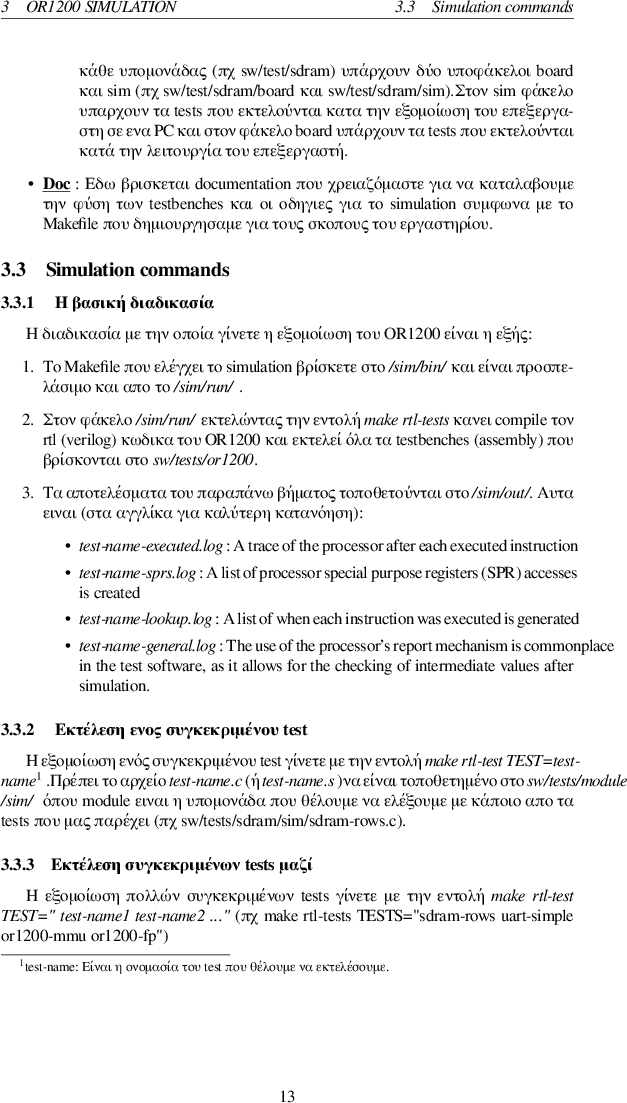 3 OR1200 SIMULATION 3.3 Simulation commands
κάθε υπομονάδας (πχ sw/test/sdram) υπάρχουν δύο υποφάκελοι board
και sim (πχ sw/test/sdram/board και sw/test/sdram/sim).Στον sim φάκελο
υπαρχουν τα tests που εκτελούνται κατα την εξομοίωση του επεξεργα-
στη σε ενα PC και στον φάκελο board υπάρχουν τα tests που εκτελούνται
κατά την λειτουργία του επεξεργαστή.
• Doc : Εδω βρισκεται documentation που χρειαζόμαστε για να καταλαβουμε
την φύση των testbenches και οι οδηγιες για το simulation συμφωνα με το
Makefile που δημιουργησαμε για τους σκοπους του εργαστηρίου.
3.3 Simulation commands
3.3.1 Η βασική διαδικασία
Η διαδικασία με την οποία γίνετε η εξομοίωση του OR1200 είναι η εξής:
1. Το Makefile που ελέγχει το simulation βρίσκετε στο /sim/bin/ και είναι προσπε-
λάσιμο και απο το /sim/run/ .
2. Στον φάκελο /sim/run/ εκτελώντας την εντολή make rtl-tests κανει compile τον
rtl (verilog) κωδικα του OR1200 και εκτελεί όλα τα testbenches (assembly) που
βρίσκονται στο sw/tests/or1200.
3. Τα αποτελέσματα του παραπάνω βήματος τοποθετούνται στο /sim/out/. Αυτα
ειναι (στα αγγλίκα για καλύτερη κατανόηση):
• test-name-executed.log : A trace of the processor after each executed instruction
• test-name-sprs.log : A list of processor special purpose registers (SPR) accesses
is created
• test-name-lookup.log : A list of when each instruction was executed is generated
• test-name-general.log : The use of the processor’s report mechanism is commonplace
in the test software, as it allows for the checking of intermediate values after
simulation.
3.3.2 Εκτέλεση ενος συγκεκριμένου test
Η εξομοίωση ενός συγκεκριμένου test γίνετε με την εντολή make rtl-test TEST=test-
name1 .Πρέπει το αρχείο test-name.c (ή test-name.s )να είναι τοποθετημένο στο sw/tests/module
/sim/ όπου module ειναι η υπομονάδα που θέλουμε να ελέξουμε με κάποιο απο τα
tests που μας παρέχει (πχ sw/tests/sdram/sim/sdram-rows.c).
3.3.3 Εκτέλεση συγκεκριμένων tests μαζί
Η εξομοίωση πολλών συγκεκριμένων tests γίνετε με την εντολή make rtl-test
TEST=" test-name1 test-name2 ..." (πχ make rtl-tests TESTS="sdram-rows uart-simple
or1200-mmu or1200-fp")
1test-name: Είναι η ονομασία του test που θέλουμε να εκτελέσουμε.
13